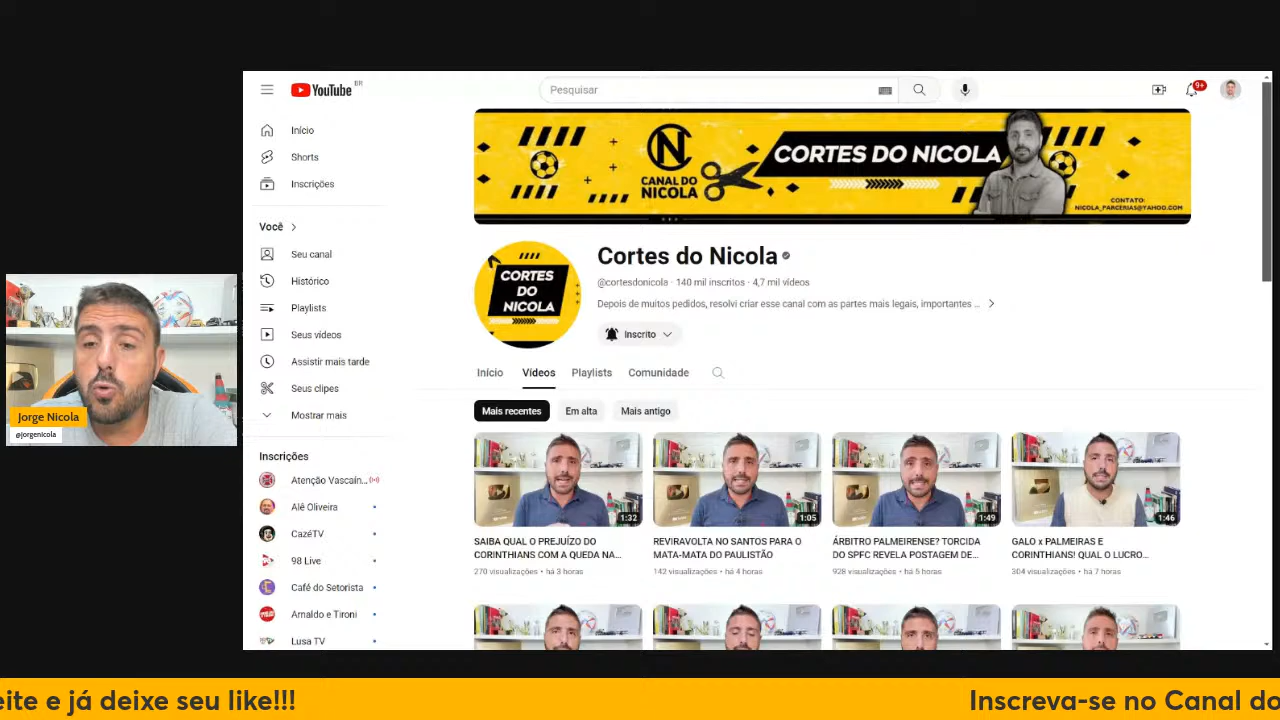 YouTube BR
Pesquisar
9+
Início
Shorts
Inscrições
Você
Seu canal
Histórico
Playlists
Seus vídeos
Assistir mais tarde
Seus clipes
Mostrar mais
Inscrições
Atenção Vascaín...
Alê Oliveira
CazéTV
98 Live
Café do Setorista
Arnaldo e Tironi
Lusa TV
CN
CANAL DO
NICOLA
CORTES DO NICOLA
CONTATO:
NICOLA_PARCERIAS@YAHOO.COM
CORTES
DO
NICOLA
Cortes do Nicola
@cortesdonicola · 140 mil inscritos · 4,7 mil vídeos
Depois de muitos pedidos, resolvi criar esse canal com as partes mais legais, importantes ...
Inscrito
Início Vídeos Playlists Comunidade
Mais recentes Em alta Mais antigo
1:32
SAIBA QUAL O PREJUÍZO DO
CORINTHIANS COM A QUEDA NA...
270 visualizações • há 3 horas
1:05
REVIRAVOLTA NO SANTOS PARA O
MATA-MATA DO PAULISTÃO
142 visualizações • há 4 horas
1:49
ÁRBITRO PALMEIRENSE? TORCIDA
DO SPFC REVELA POSTAGEM DE...
928 visualizações • há 5 horas
1:46
GALO x PALMEIRAS E
CORINTHIANS! QUAL O LUCRO...
304 visualizações • há 7 horas
Jorge Nicola
@jorgenicola
eite e já deixe seu like!!!
Inscreva-se no Canal do